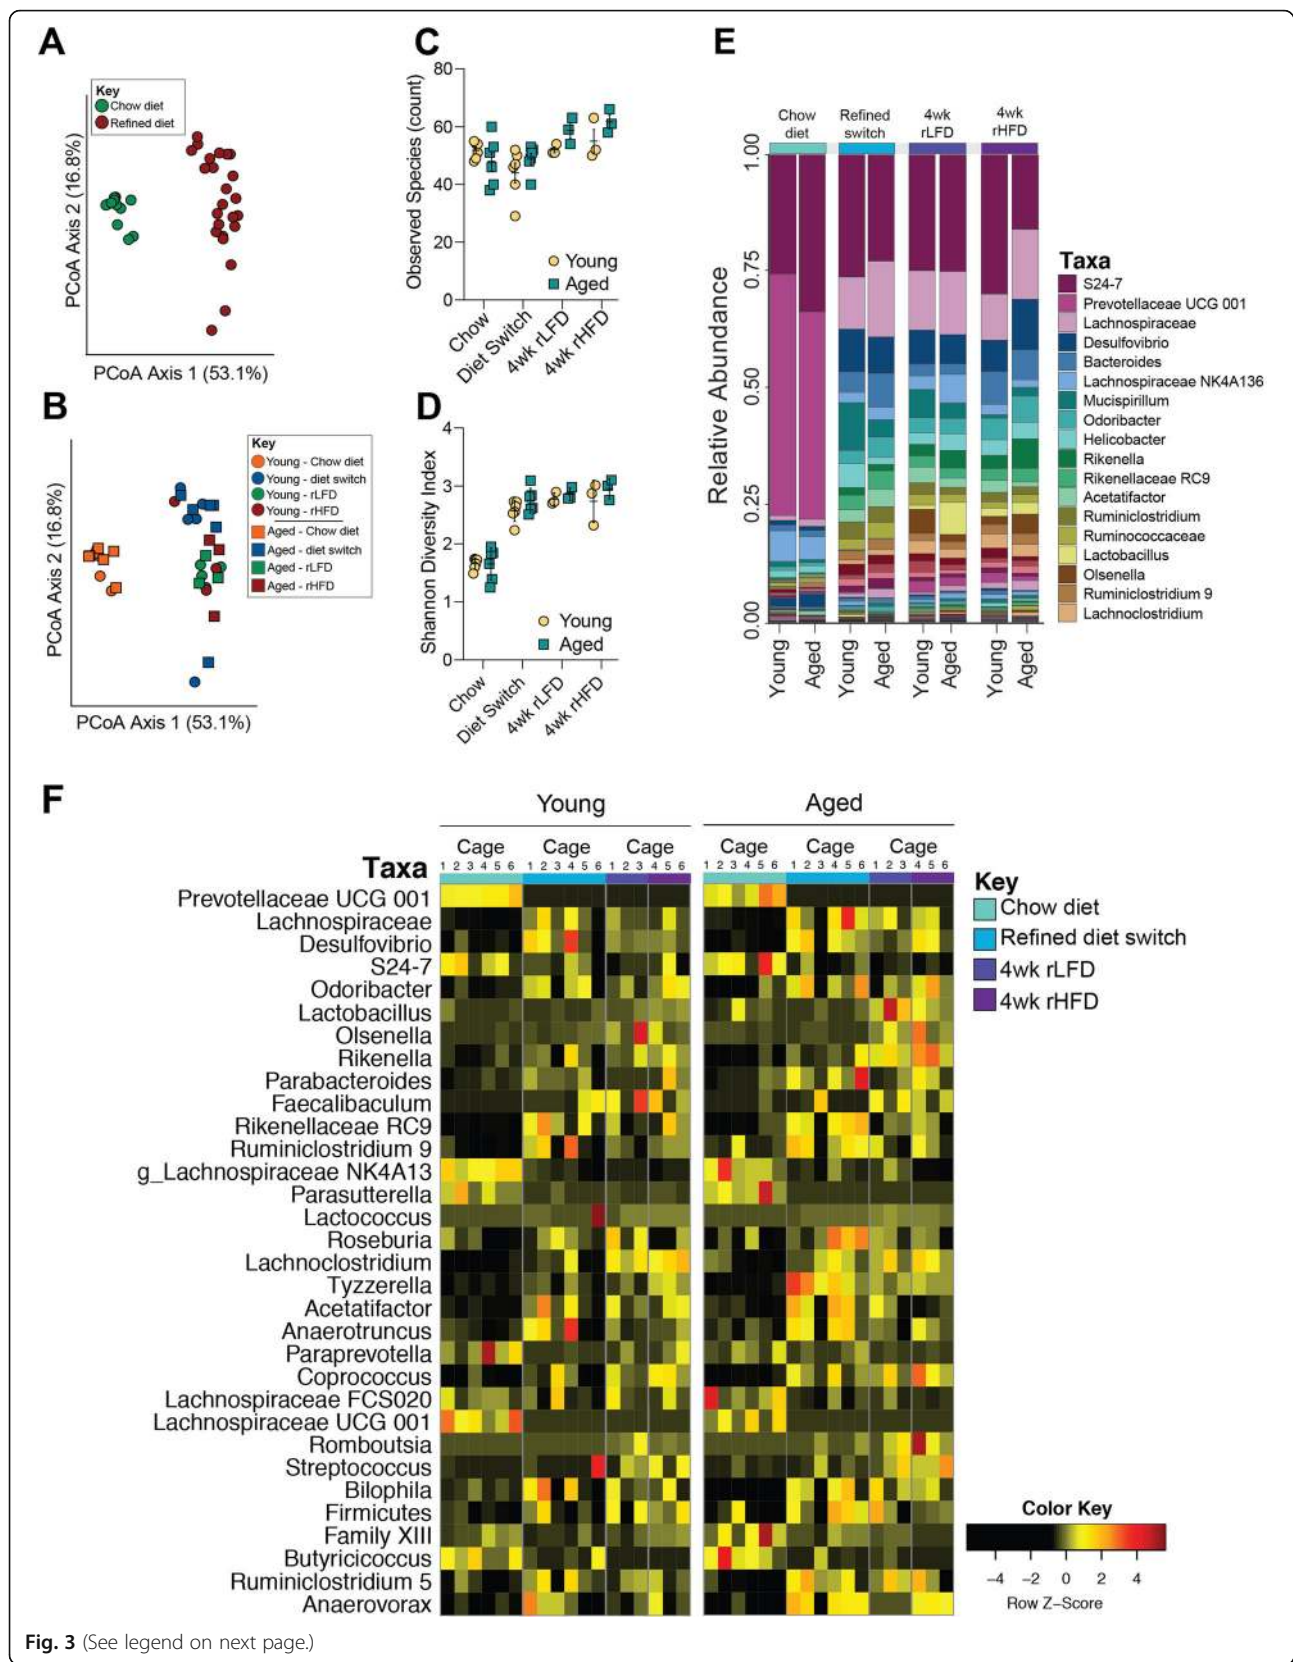 A
Key
Chow diet
Refined diet
PCoA Axis 2 (16.8%)
PCoA Axis 1 (53.1%)
B
Key
Young - Chow diet
Young - diet switch
Young - rLFD
Young - rHFD
Aged - Chow diet
Aged - diet switch
Aged - rLFD
Aged - rHFD
PCoA Axis 2 (16.8%)
PCoA Axis 1 (53.1%)
C
Observed Species (count)
80
60
40
20
0
Young
Aged
Chow
Diet Switch
4wk rLFD
4wk rHFD
D
Shannon Diversity Index
4
3
2
1
0
Young
Aged
Chow
Diet Switch
4wk rLFD
4wk rHFD
E
Chow
diet
Refined
switch
4wk
rLFD
4wk
rHFD
Relative Abundance
1.00
0.75
0.50
0.25
0.00
Young
Aged
Young
Aged
Young
Aged
Young
Aged
Taxa
S24-7
Prevotellaceae UCG 001
Lachnospiraceae
Desulfovibrio
Bacteroides
Lachnospiraceae NK4A136
Mucispirillum
Odoribacter
Helicobacter
Rikenella
Rikenellaceae RC9
Acetatifactor
Ruminiclostridium
Ruminococcaceae
Lactobacillus
Olsenella
Ruminiclostridium 9
Lachnoclostridium
F
Young
Aged
Cage
Cage
Cage
Cage
Cage
Cage
Taxa
1 2 3 4 5 6 1 2 3 4 5 6 1 2 3 4 5 6
1 2 3 4 5 6 1 2 3 4 5 6 1 2 3 4 5 6
Prevotellaceae UCG 001
Lachnospiraceae
Desulfovibrio
S24-7
Odoribacter
Lactobacillus
Olsenella
Rikenella
Parabacteroides
Faecalibaculum
Rikenellaceae RC9
Ruminiclostridium 9
g_Lachnospiraceae NK4A13
Parasutterella
Lactococcus
Roseburia
Lachnoclostridium
Tyzzerella
Acetatifactor
Anaerotruncus
Paraprevotella
Coprococcus
Lachnospiraceae FCS020
Lachnospiraceae UCG 001
Romboutsia
Streptococcus
Bilophila
Firmicutes
Family XIII
Butyricicoccus
Ruminiclostridium 5
Anaerovorax
Key
Chow diet
Refined diet switch
4wk rLFD
4wk rHFD
Color Key
−4 −2 0 2 4
Row Z−Score
Fig. 3 (See legend on next page.)